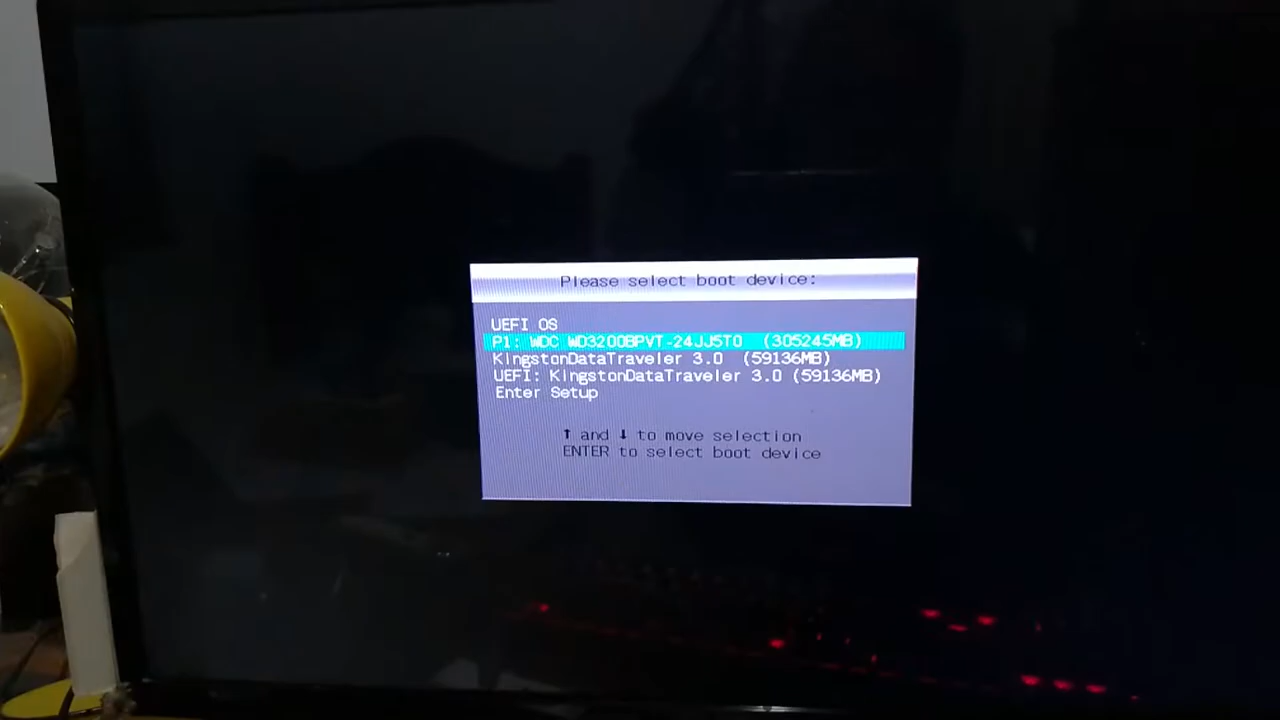 Please select boot device:
UEFI OS
P1: WDC WD3200BPVT-24JJ5T0 (305245MB)
KingstonDataTraveler 3.0 (59136MB)
UEFI: KingstonDataTraveler 3.0 (59136MB)
Enter Setup
↑ and ↓ to move selection
ENTER to select boot device